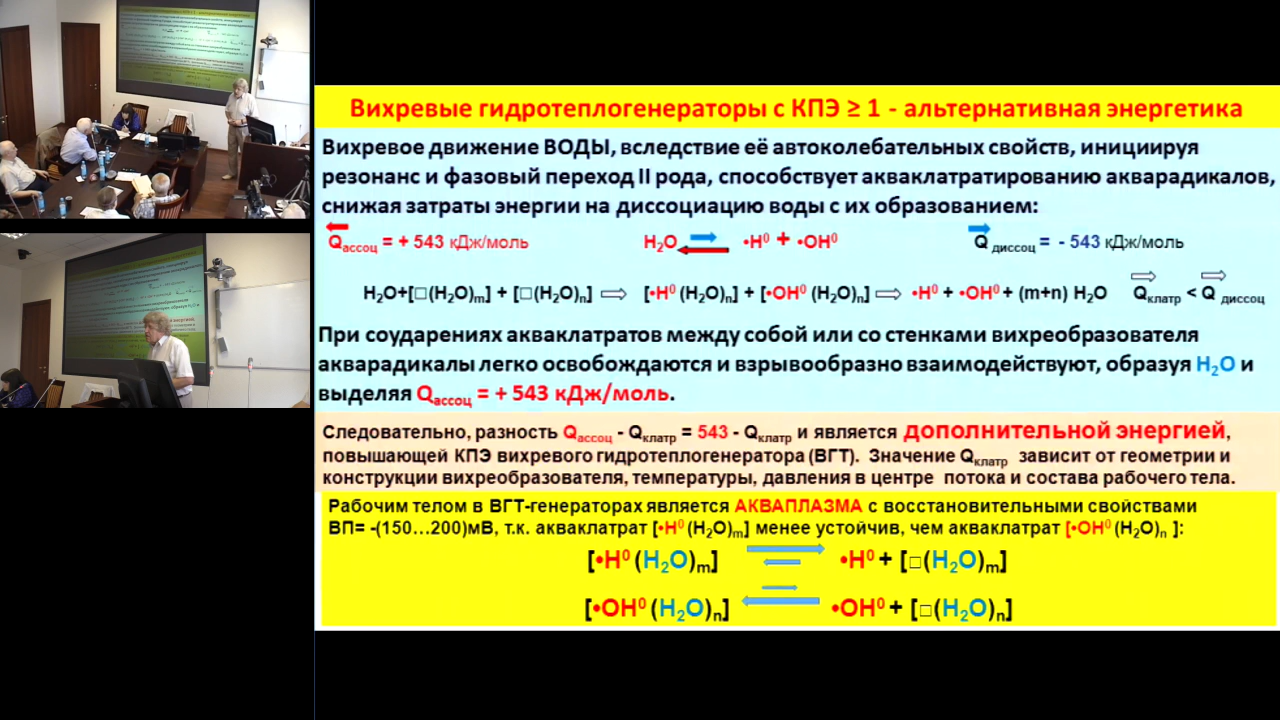 Вихревые гидротеплогенераторы с КПЭ ≥ 1 - альтернативная энергетика
Вихревое движение ВОДЫ, вследствие её автоколебательных свойств, инициируя
резонанс и фазовый переход II рода, способствует акваклатратированию акварадикалов,
снижая затраты энергии на диссоциацию воды с их образованием:
Qассоц = + 543 кДж/моль H₂O •H⁰ + •OH⁰ Q диссоц = - 543 кДж/моль
H₂O+[□(H₂O)m] + [□(H₂O)n] ⇨ [•H⁰ (H₂O)m] + [•OH⁰ (H₂O)n] ⇨ •H⁰ + •OH⁰ + (m+n) H₂O Qклатр < Q диссоц
При соударениях акваклатратов между собой или со стенками вихреобразователя
акварадикалы легко освобождаются и взрывообразно взаимодействуют, образуя H₂O и
выделяя Qассоц = + 543 кДж/моль.
Следовательно, разность Qассоц - Qклатр = 543 - Qклатр и является дополнительной энергией,
повышающей КПЭ вихревого гидротеплогенератора (ВГТ). Значение Qклатр зависит от геометрии и
конструкции вихреобразователя, температуры, давления в центре потока и состава рабочего тела.
Рабочим телом в ВГТ-генераторах является АКВАПЛАЗМА с восстановительными свойствами
ВП= -(150...200)мВ, т.к. акваклатрат [•H⁰ (H₂O)m] менее устойчив, чем акваклатрат [•OH⁰ (H₂O)n ]:
[•H⁰ (H₂O)m] •H⁰ + [□(H₂O)m]
[•OH⁰ (H₂O)n] •OH⁰ + [□(H₂O)n]